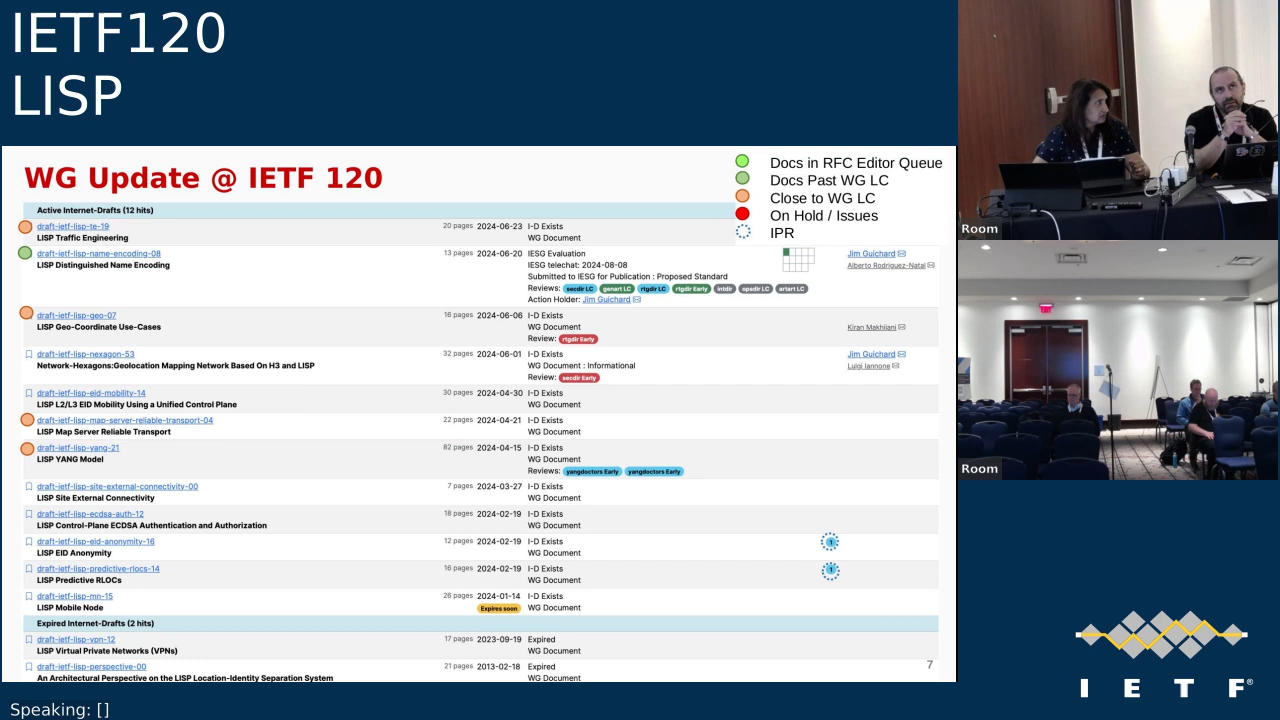 IETF120
LISP
WG Update @ IETF 120
Docs in RFC Editor Queue
Docs Past WG LC
Close to WG LC
On Hold / Issues
IPR
Active Internet-Drafts (12 hits)
draft-ietf-lisp-te-19 20 pages 2024-06-23 I-D Exists
LISP Traffic Engineering WG Document
draft-ietf-lisp-name-encoding-08 13 pages 2024-06-20 IESG Evaluation Jim Guichard
LISP Distinguished Name Encoding IESG telechat: 2024-08-08 Alberto Rodriguez-Natal
Submitted to IESG for Publication : Proposed Standard
Reviews: secdir LC genart LC rtgdir LC rtgdir Early intdir opsdir LC artart LC
Action Holder: Jim Guichard
draft-ietf-lisp-geo-07 16 pages 2024-06-06 I-D Exists
LISP Geo-Coordinate Use-Cases WG Document Kiran Makhijani
Review: rtgdir Early
draft-ietf-lisp-nexagon-53 32 pages 2024-06-01 I-D Exists Jim Guichard
Network-Hexagons:Geolocation Mapping Network Based On H3 and LISP WG Document : Informational Luigi Iannone
Review: secdir Early
draft-ietf-lisp-eid-mobility-14 30 pages 2024-04-30 I-D Exists
LISP L2/L3 EID Mobility Using a Unified Control Plane WG Document
draft-ietf-lisp-map-server-reliable-transport-04 22 pages 2024-04-21 I-D Exists
LISP Map Server Reliable Transport WG Document
draft-ietf-lisp-yang-21 82 pages 2024-04-15 I-D Exists
LISP YANG Model WG Document
Reviews: yangdoctors Early yangdoctors Early
draft-ietf-lisp-site-external-connectivity-00 7 pages 2024-03-27 I-D Exists
LISP Site External Connectivity WG Document
draft-ietf-lisp-ecdsa-auth-12 18 pages 2024-02-19 I-D Exists
LISP Control-Plane ECDSA Authentication and Authorization WG Document
draft-ietf-lisp-eid-anonymity-16 12 pages 2024-02-19 I-D Exists 1
LISP EID Anonymity WG Document
draft-ietf-lisp-predictive-rlocs-14 16 pages 2024-02-19 I-D Exists 1
LISP Predictive RLOCs WG Document
draft-ietf-lisp-mn-15 26 pages 2024-01-14 I-D Exists
LISP Mobile Node Expires soon WG Document
Expired Internet-Drafts (2 hits)
draft-ietf-lisp-vpn-12 17 pages 2023-09-19 Expired
LISP Virtual Private Networks (VPNs) WG Document
draft-ietf-lisp-perspective-00 21 pages 2013-02-18 Expired
An Architectural Perspective on the LISP Location-Identity Separation System WG Document
7
Room
Room
I E T F®
Speaking: []